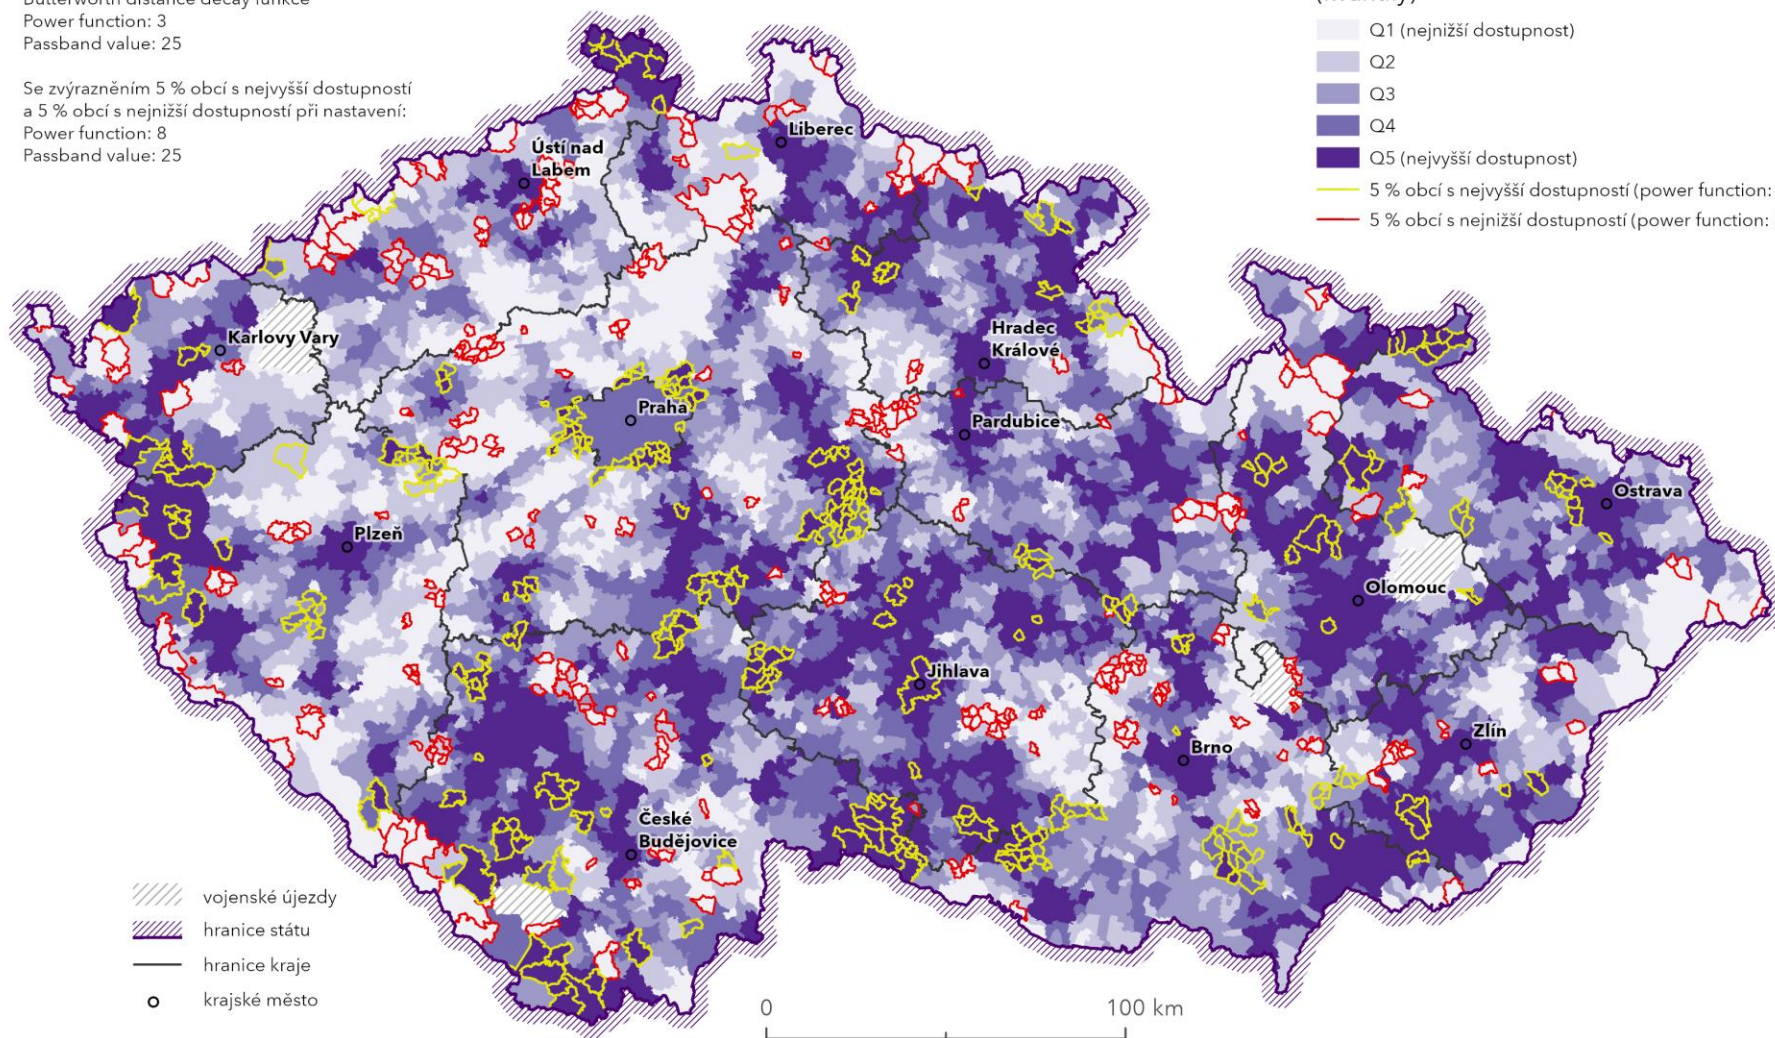 Butterworth distance decay funkce
Power function: 3
Passband value: 25
Se zvýrazněním 5 % obcí s nejvyšší dostupností
a 5 % obcí s nejnižší dostupností při nastavení:
Power function: 8
Passband value: 25
Q1 (nejnižší dostupnost)
Q2
Q3
Q4
Q5 (nejvyšší dostupnost)
5 % obcí s nejvyšší dostupností (power function:
5 % obcí s nejnižší dostupností (power function:
Liberec
Ústí nad
Labem
Karlovy Vary
Hradec
Králové
Praha
Pardubice
Ostrava
Plzeň
Olomouc
Jihlava
Zlín
Brno
České
Budějovice
vojenské újezdy
hranice státu
hranice kraje
krajské město
0
100 km